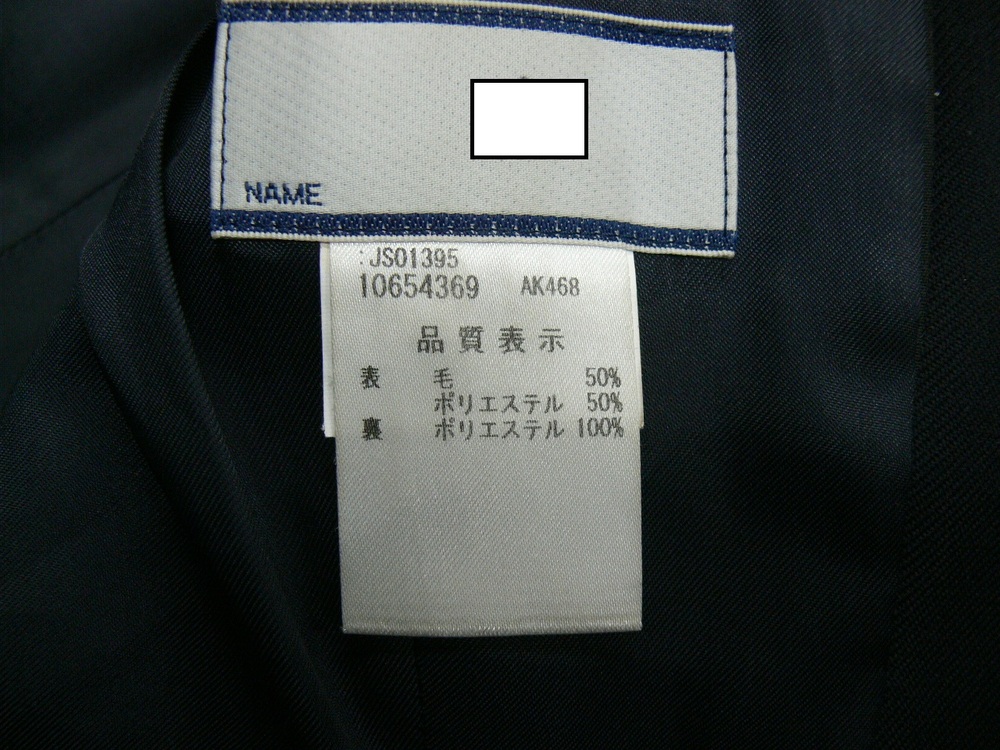 NAME
:JS01395
10654369 AK468
品質表示
表 毛 50%
ポリエステル 50%
裏 ポリエステル 100%